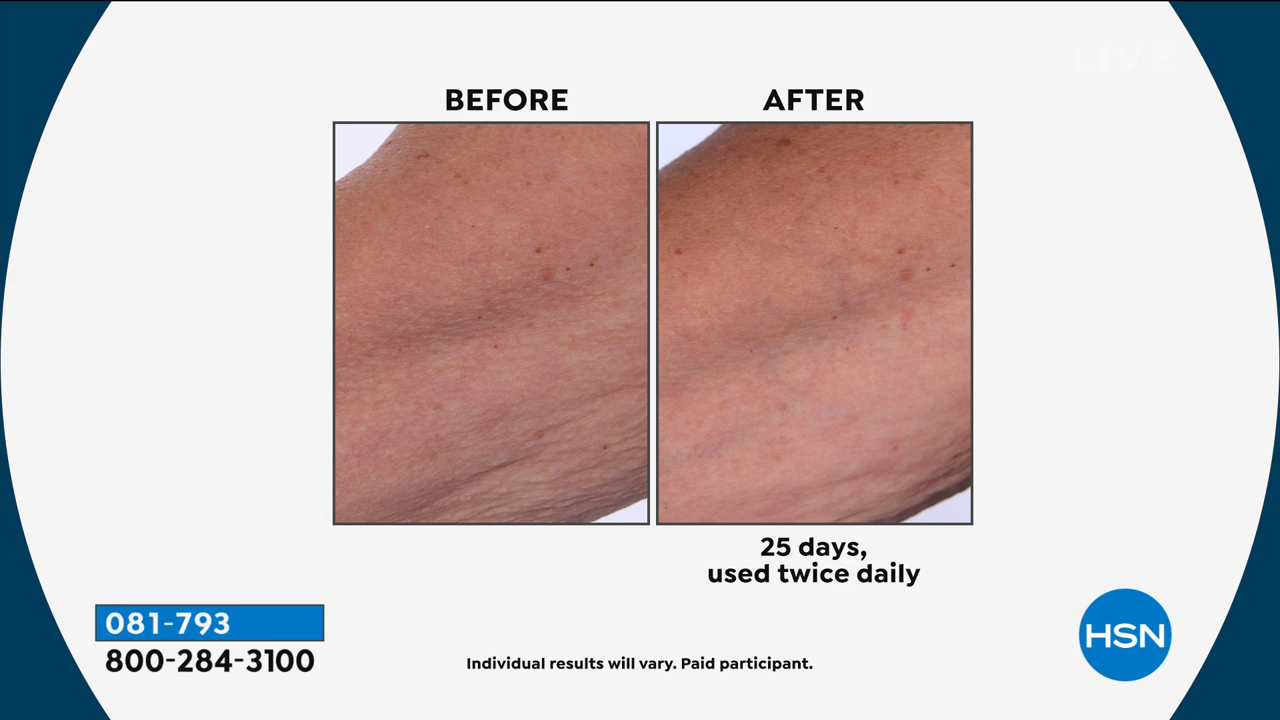 LIVE
BEFORE
AFTER
25 days,
used twice daily
081-793
800-284-3100
Individual results will vary. Paid participant.
HSN